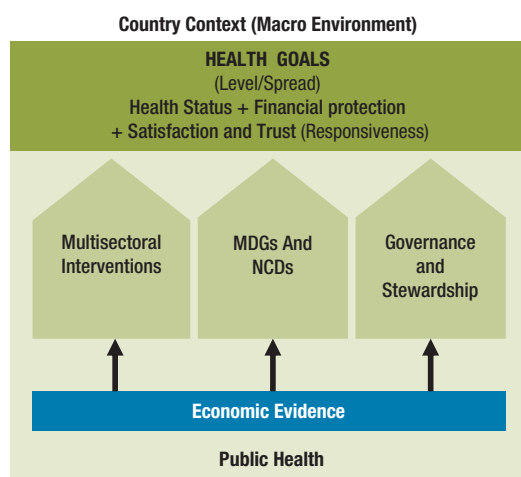 Country Context (Macro Environment)
HEALTH GOALS
(Level/Spread)
Health Status + Financial protection
+ Satisfaction and Trust (Responsiveness)
Multisectoral
Interventions
MDGs And
NCDs
Governance
and
Stewardship
Economic Evidence
Public Health